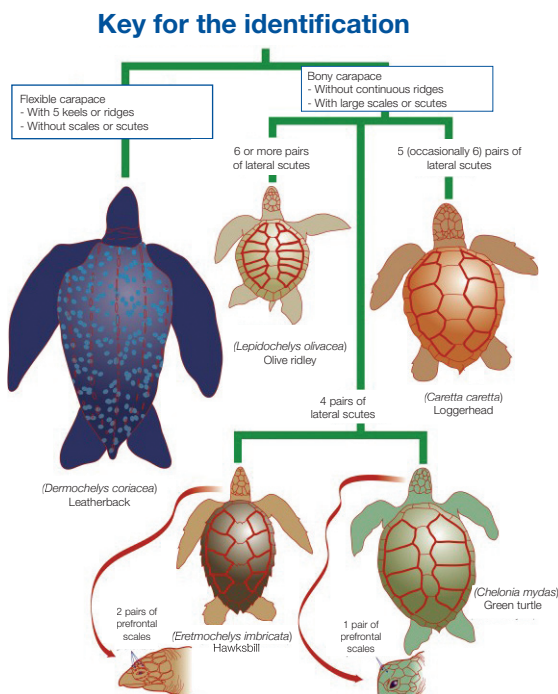 Key for the identification
Flexible carapace
- With 5 keels or ridges
- Without scales or scutes
Bony carapace
- Without continuous ridges
- With large scales or scutes
6 or more pairs
of lateral scutes
5 (occasionally 6) pairs of
lateral scutes
(Lepidochelys olivacea)
Olive ridley
(Caretta caretta)
Loggerhead
4 pairs of
lateral scutes
(Dermochelys coriacea)
Leatherback
(Chelonia mydas)
Green turtle
2 pairs of
prefrontal
scales
(Eretmochelys imbricata)
Hawksbill
1 pair of
prefrontal
scales